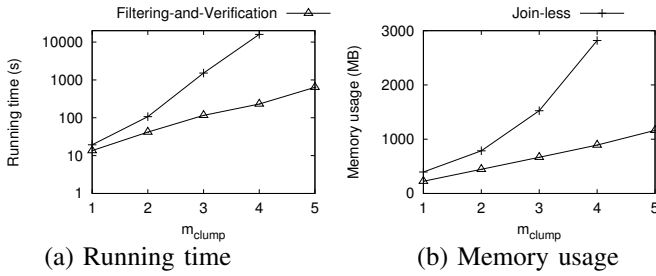 Filtering-and-Verification Join-less
Running time (s)
10000
1000
100
10
1
1 2 3 4 5
m_clump
(a) Running time
Memory usage (MB)
3000
2000
1000
0
1 2 3 4 5
m_clump
(b) Memory usage